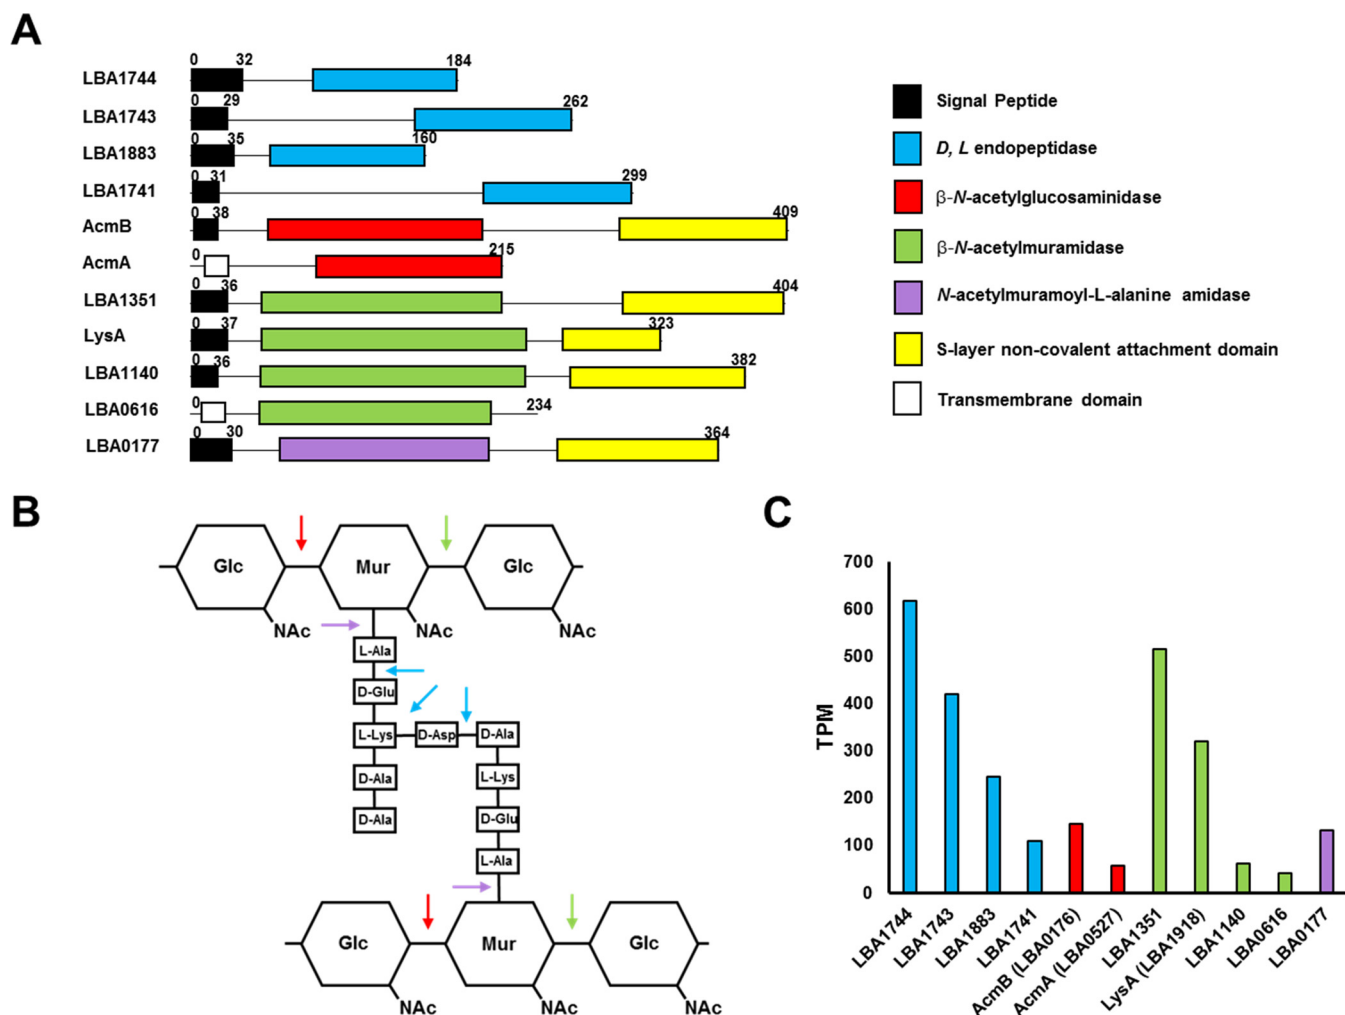 A
0 32 184
LBA1744
0 29 262
LBA1743
0 35 160
LBA1883
0 31 299
LBA1741
0 38 409
AcmB
0 215
AcmA
0 36 404
LBA1351
0 37 323
LysA
0 36 382
LBA1140
0 234
LBA0616
0 30 364
LBA0177
Signal Peptide
D, L endopeptidase
β-N-acetylglucosaminidase
β-N-acetylmuramidase
N-acetylmuramoyl-L-alanine amidase
S-layer non-covalent attachment domain
Transmembrane domain
B
Glc Mur Glc
NAc NAc NAc
L-Ala
D-Glu
L-Lys D-Asp D-Ala
D-Ala L-Lys
D-Ala D-Glu
L-Ala
Glc Mur Glc
NAc NAc NAc
C
TPM
700
600
500
400
300
200
100
0
LBA1744
LBA1743
LBA1883
LBA1741
AcmB (LBA0176)
AcmA (LBA0527)
LBA1351
LysA (LBA1918)
LBA1140
LBA0616
LBA0177